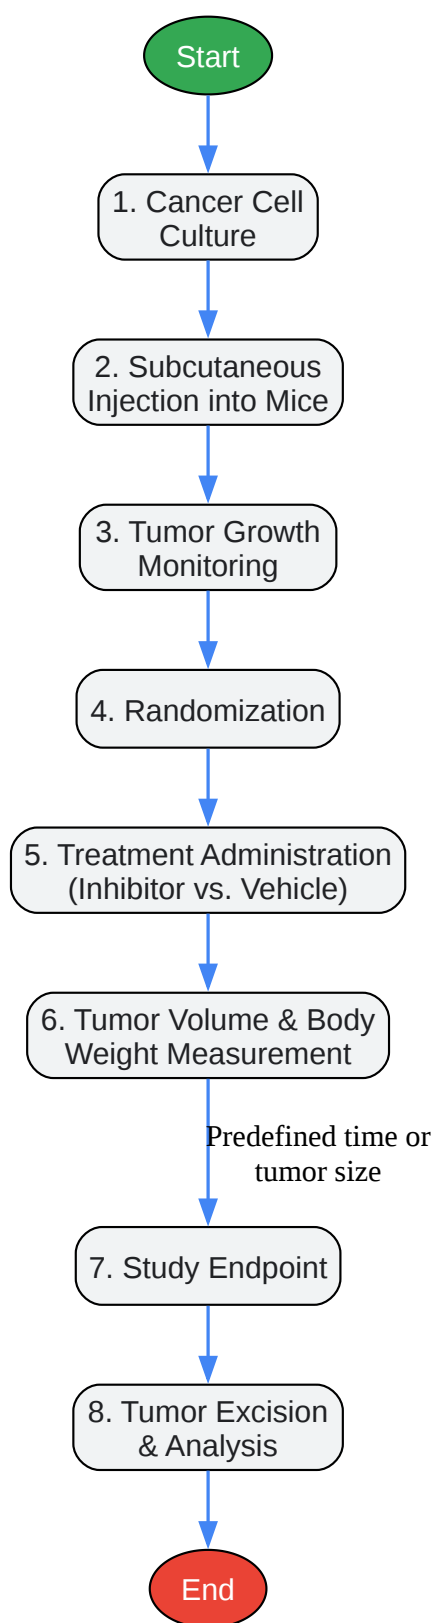 Start
1. Cancer Cell
Culture
2. Subcutaneous
Injection into Mice
3. Tumor Growth
Monitoring
4. Randomization
5. Treatment Administration
(Inhibitor vs. Vehicle)
6. Tumor Volume & Body
Weight Measurement
Predefined time or
tumor size
7. Study Endpoint
8. Tumor Excision
& Analysis
End